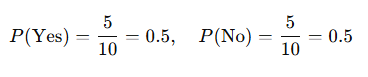 P(Yes) = 5/10 = 0.5, P(No) = 5/10 = 0.5